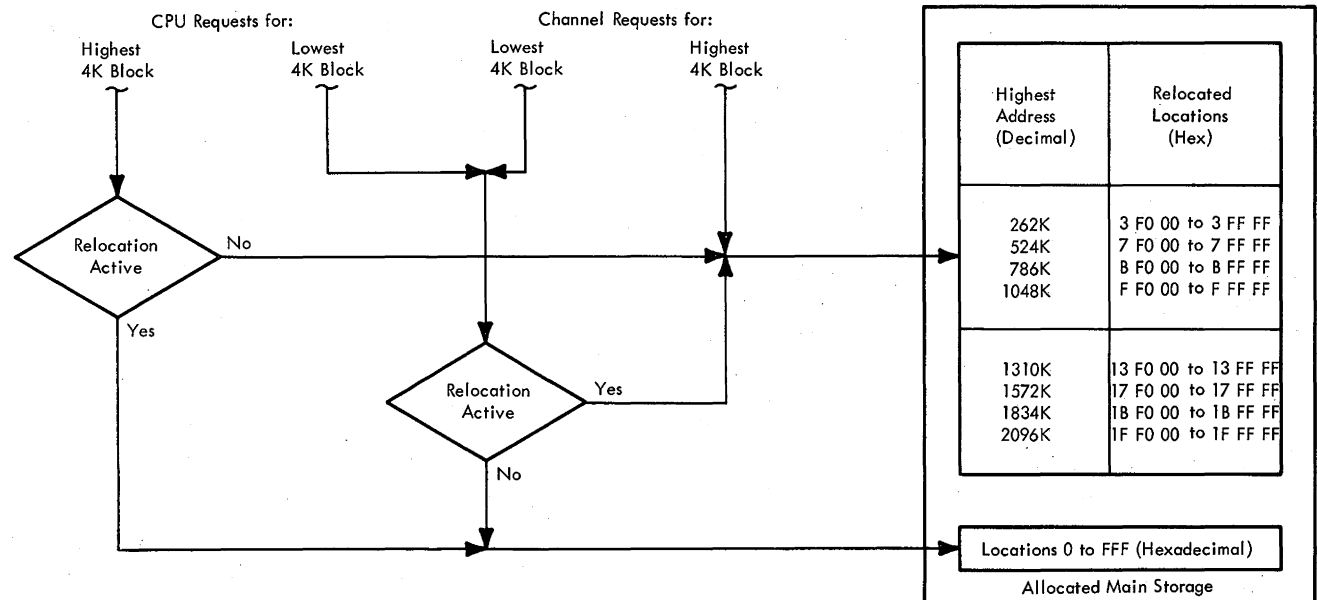 CPU Requests for:
Channel Requests for:
Highest
4K Block
Lowest
4K Block
Lowest
4K Block
Highest
4K Block
Relocation
Active
No
Yes
Relocation
Active
Yes
No
Highest
Address
(Decimal)
Relocated
Locations
(Hex)
262K 3 F0 00 to 3 FF FF
524K 7 F0 00 to 7 FF FF
786K B F0 00 to B FF FF
1048K F F0 00 to F FF FF
1310K 13 F0 00 to 13 FF FF
1572K 17 F0 00 to 17 FF FF
1834K 1B F0 00 to 1B FF FF
2096K 1F F0 00 to 1F FF FF
Locations 0 to FFF (Hexadecimal)
Allocated Main Storage